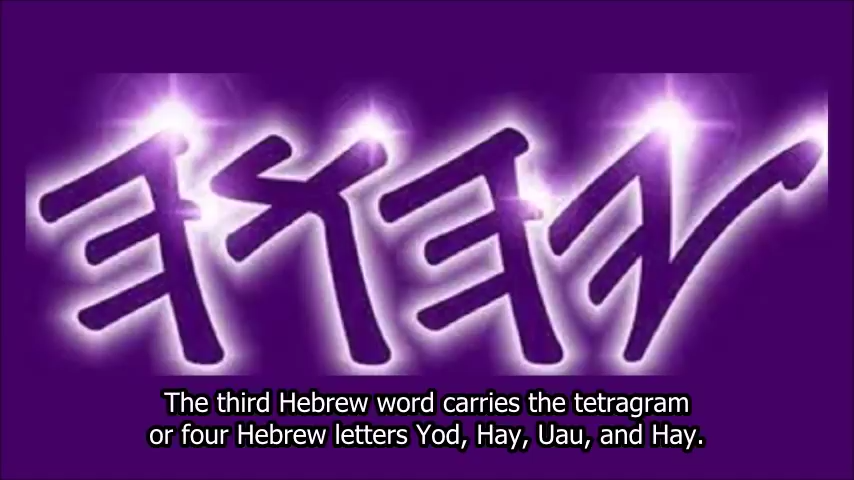 𐤉𐤄𐤅𐤄
The third Hebrew word carries the tetragram
or four Hebrew letters Yod, Hay, Uau, and Hay.